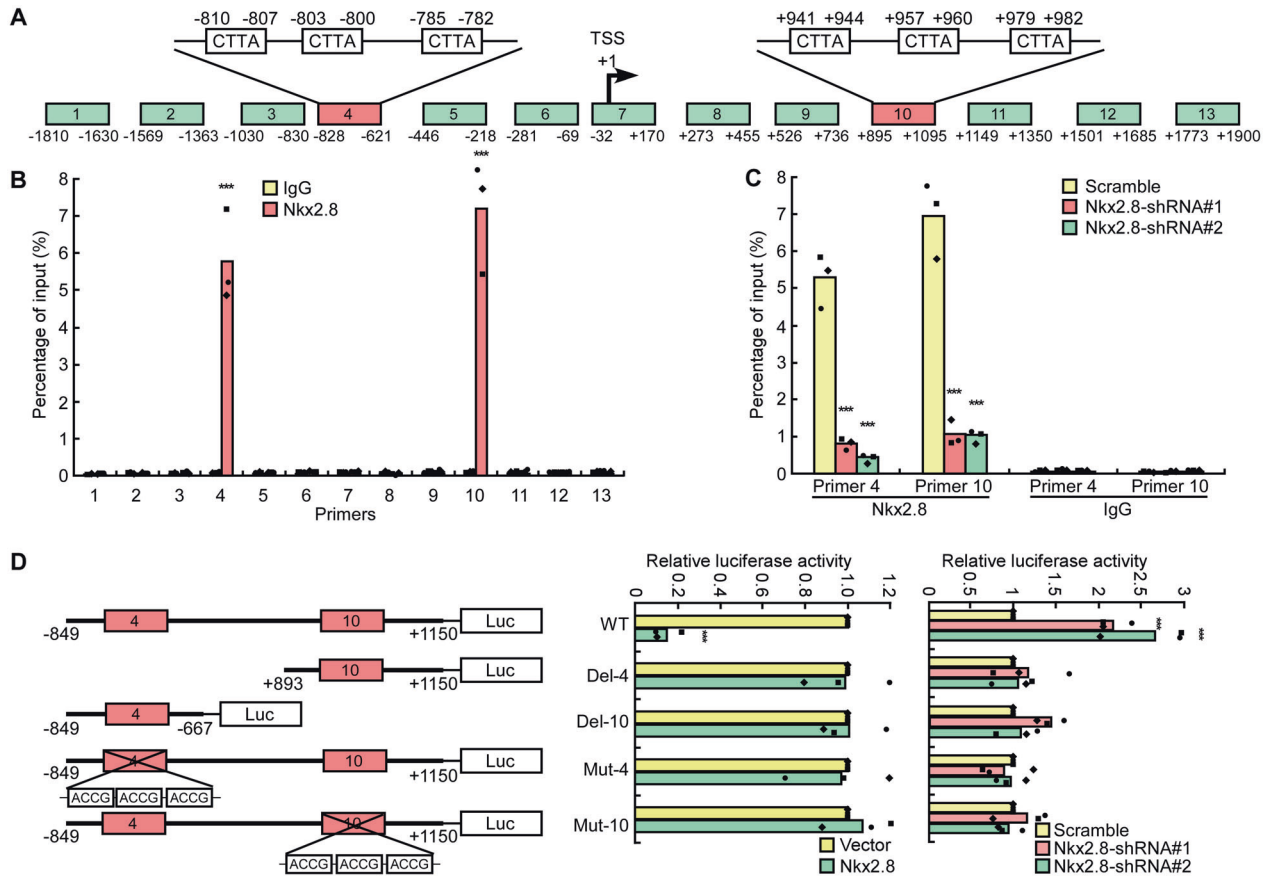 A
-810 -807 -803 -800 -785 -782
CTTA CTTA CTTA
TSS
+1
+941 +944 +957 +960 +979 +982
CTTA CTTA CTTA
1 2 3 4 5 6 7 8 9 10 11 12 13
-1810 -1630 -1569 -1363 -1030 -830 -828 -621 -446 -218 -281 -69 -32 +170 +273 +455 +526 +736 +895 +1095 +1149 +1350 +1501 +1685 +1773 +1900
B
Percentage of input (%)
8
7
6
5
4
3
2
1
0
***
***
IgG
Nkx2.8
1 2 3 4 5 6 7 8 9 10 11 12 13
Primers
C
Percentage of input (%)
8
7
6
5
4
3
2
1
0
*** ***
*** ***
Scramble
Nkx2.8-shRNA#1
Nkx2.8-shRNA#2
Primer 4 Primer 10 Primer 4 Primer 10
Nkx2.8 IgG
D
4 10 Luc
-849 +1150
10 Luc
+893 +1150
4 Luc
-849 -667
4 10 Luc
-849 +1150
ACCG ACCG ACCG
4 10 Luc
-849 +1150
ACCG ACCG ACCG
Relative luciferase activity
0 0.2 0.4 0.6 0.8 1.0 1.2
WT
***
Del-4
Del-10
Mut-4
Mut-10
Vector
Nkx2.8
Relative luciferase activity
0 0.5 1 1.5 2 2.5 3
***
***
Scramble
Nkx2.8-shRNA#1
Nkx2.8-shRNA#2